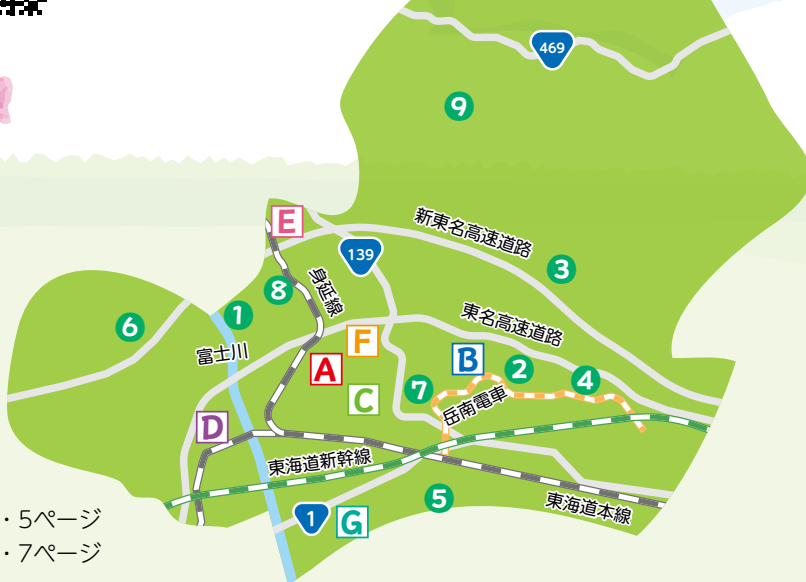 469
9
E
新東名高速道路
139
3
身延線
8
1
6
東名高速道路
富士川
F
B
A
2
4
7
C
岳南電車
D
東海道新幹線
5
東海道本線
1
G
・5ページ
・7ページ